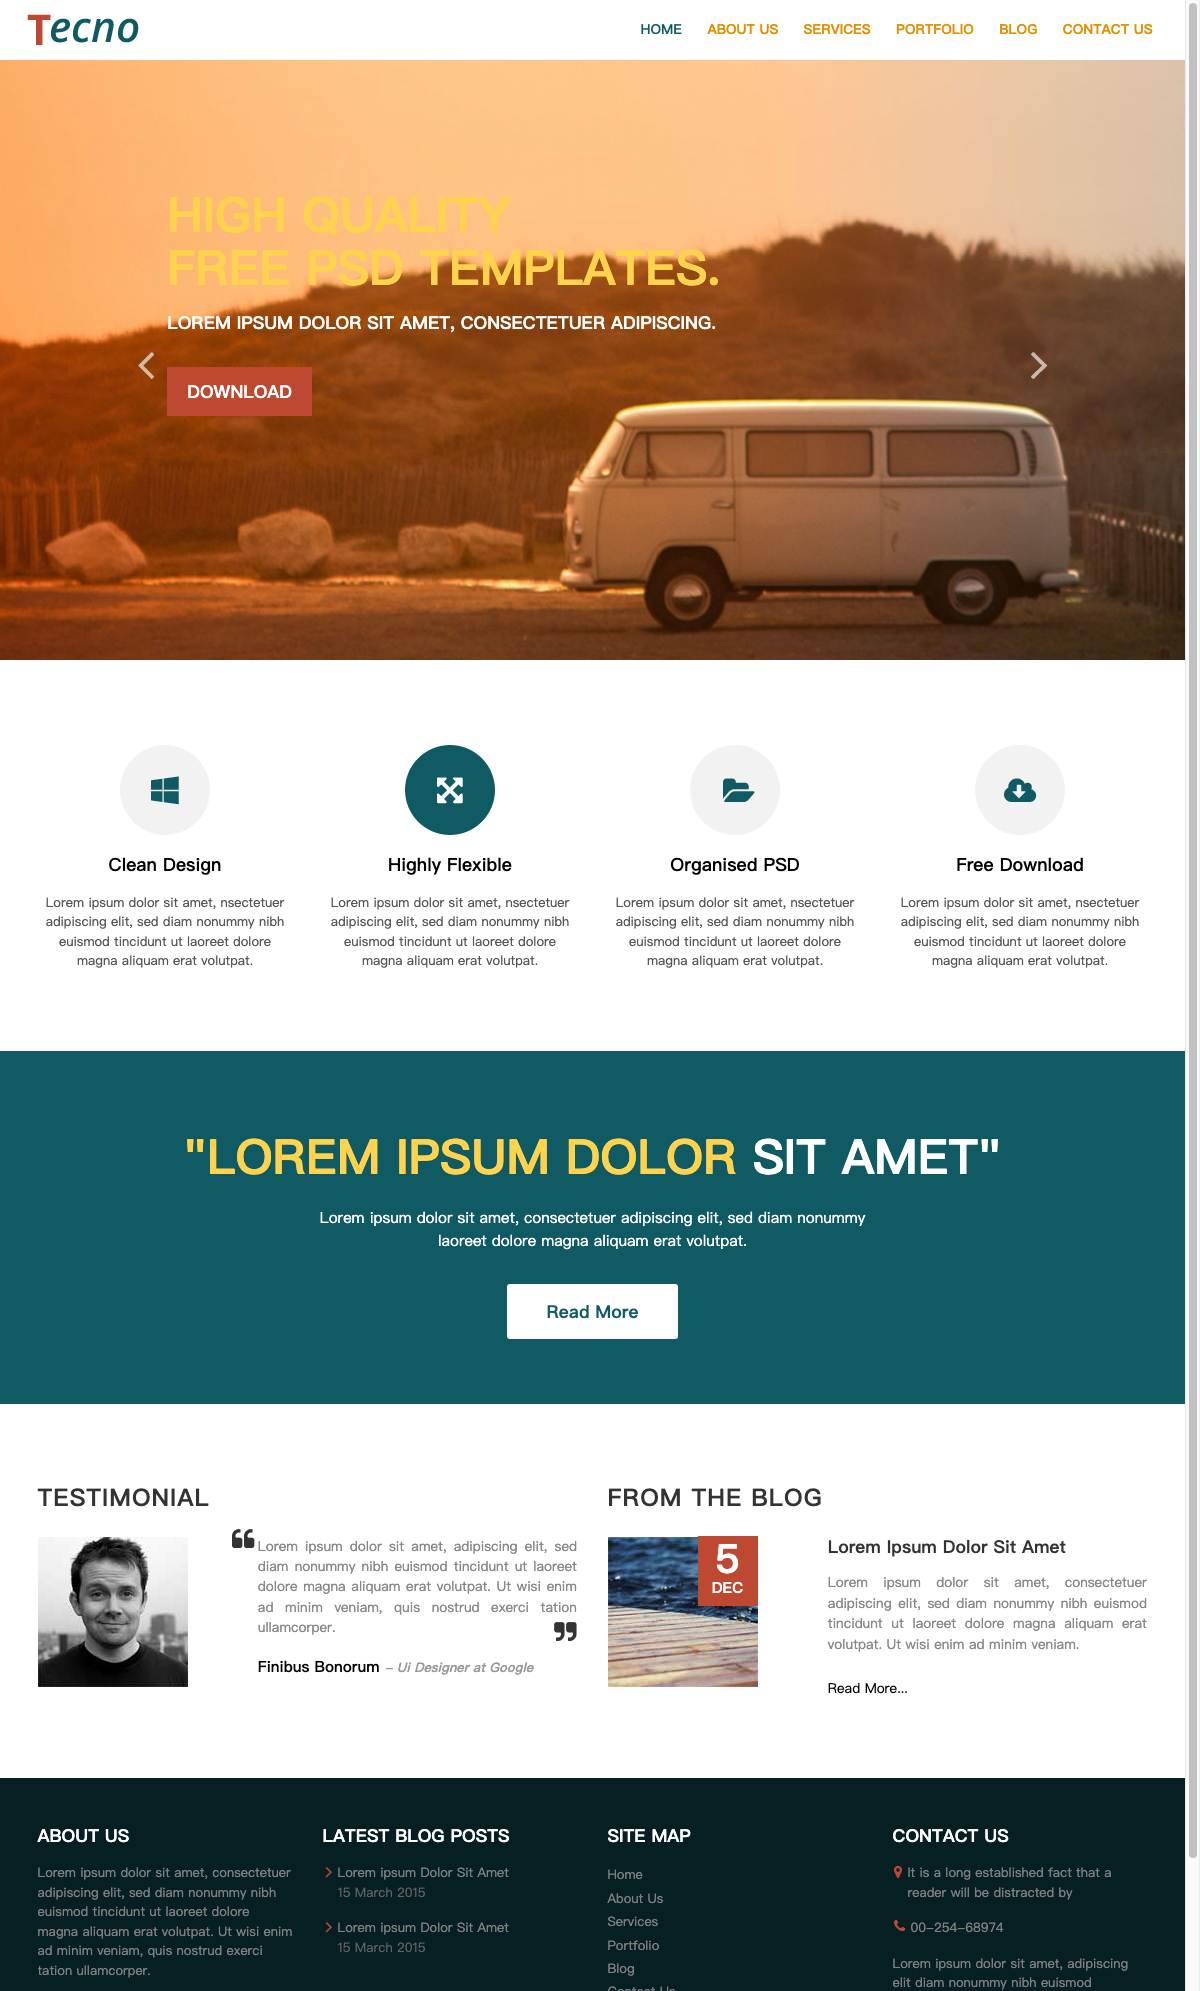 Tecno
HOME ABOUT US SERVICES PORTFOLIO BLOG CONTACT US
HIGH QUALITY
FREE PSD TEMPLATES.
LOREM IPSUM DOLOR SIT AMET, CONSECTETUER ADIPISCING.
DOWNLOAD
Clean Design
Lorem ipsum dolor sit amet, nsectetuer
adipiscing elit, sed diam nonummy nibh
euismod tincidunt ut laoreet dolore
magna aliquam erat volutpat.
Highly Flexible
Lorem ipsum dolor sit amet, nsectetuer
adipiscing elit, sed diam nonummy nibh
euismod tincidunt ut laoreet dolore
magna aliquam erat volutpat.
Organised PSD
Lorem ipsum dolor sit amet, nsectetuer
adipiscing elit, sed diam nonummy nibh
euismod tincidunt ut laoreet dolore
magna aliquam erat volutpat.
Free Download
Lorem ipsum dolor sit amet, nsectetuer
adipiscing elit, sed diam nonummy nibh
euismod tincidunt ut laoreet dolore
magna aliquam erat volutpat.
"LOREM IPSUM DOLOR SIT AMET"
Lorem ipsum dolor sit amet, consectetuer adipiscing elit, sed diam nonummy
laoreet dolore magna aliquam erat volutpat.
Read More
TESTIMONIAL
Lorem ipsum dolor sit amet, adipiscing elit, sed
diam nonummy nibh euismod tincidunt ut laoreet
dolore magna aliquam erat volutpat. Ut wisi enim
ad minim veniam, quis nostrud exerci tation
ullamcorper.
Finibus Bonorum – Ui Designer at Google
FROM THE BLOG
5
DEC
Lorem Ipsum Dolor Sit Amet
Lorem ipsum dolor sit amet, consectetuer
adipiscing elit, sed diam nonummy nibh euismod
tincidunt ut laoreet dolore magna aliquam erat
volutpat. Ut wisi enim ad minim veniam.
Read More...
ABOUT US
Lorem ipsum dolor sit amet, consectetuer
adipiscing elit, sed diam nonummy nibh
euismod tincidunt ut laoreet dolore
magna aliquam erat volutpat. Ut wisi enim
ad minim veniam, quis nostrud exerci
tation ullamcorper.
LATEST BLOG POSTS
Lorem ipsum Dolor Sit Amet
15 March 2015
Lorem ipsum Dolor Sit Amet
15 March 2015
SITE MAP
Home
About Us
Services
Portfolio
Blog
Contact Us
CONTACT US
It is a long established fact that a
reader will be distracted by
00-254-68974
Lorem ipsum dolor sit amet, adipiscing
elit diam nonummy nibh euismod